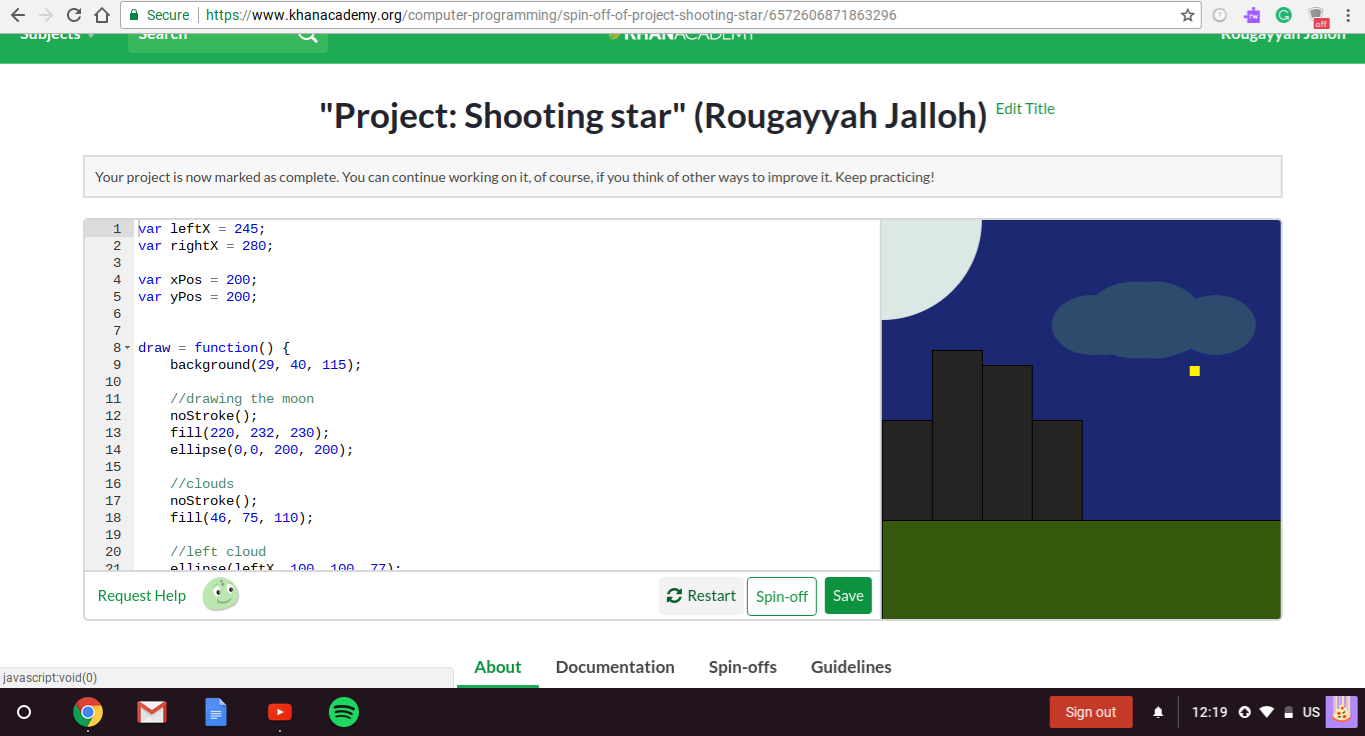 Secure https://www.khanacademy.org/computer-programming/spin-off-of-project-shooting-star/6572606871863296
off
Subjects Search KHANACADEMY Rougayyah Jalloh
"Project: Shooting star" (Rougayyah Jalloh) Edit Title
Your project is now marked as complete. You can continue working on it, of course, if you think of other ways to improve it. Keep practicing!
1 var leftX = 245;
2 var rightX = 280;
3
4 var xPos = 200;
5 var yPos = 200;
6
7
8 draw = function() {
9 background(29, 40, 115);
10
11 //drawing the moon
12 noStroke();
13 fill(220, 232, 230);
14 ellipse(0,0, 200, 200);
15
16 //clouds
17 noStroke();
18 fill(46, 75, 110);
19
20 //left cloud
21 ellipse(leftX, 100, 100, 77);
Request Help Restart Spin-off Save
About Documentation Spin-offs Guidelines
javascript:void(0)
Sign out 12:19 US